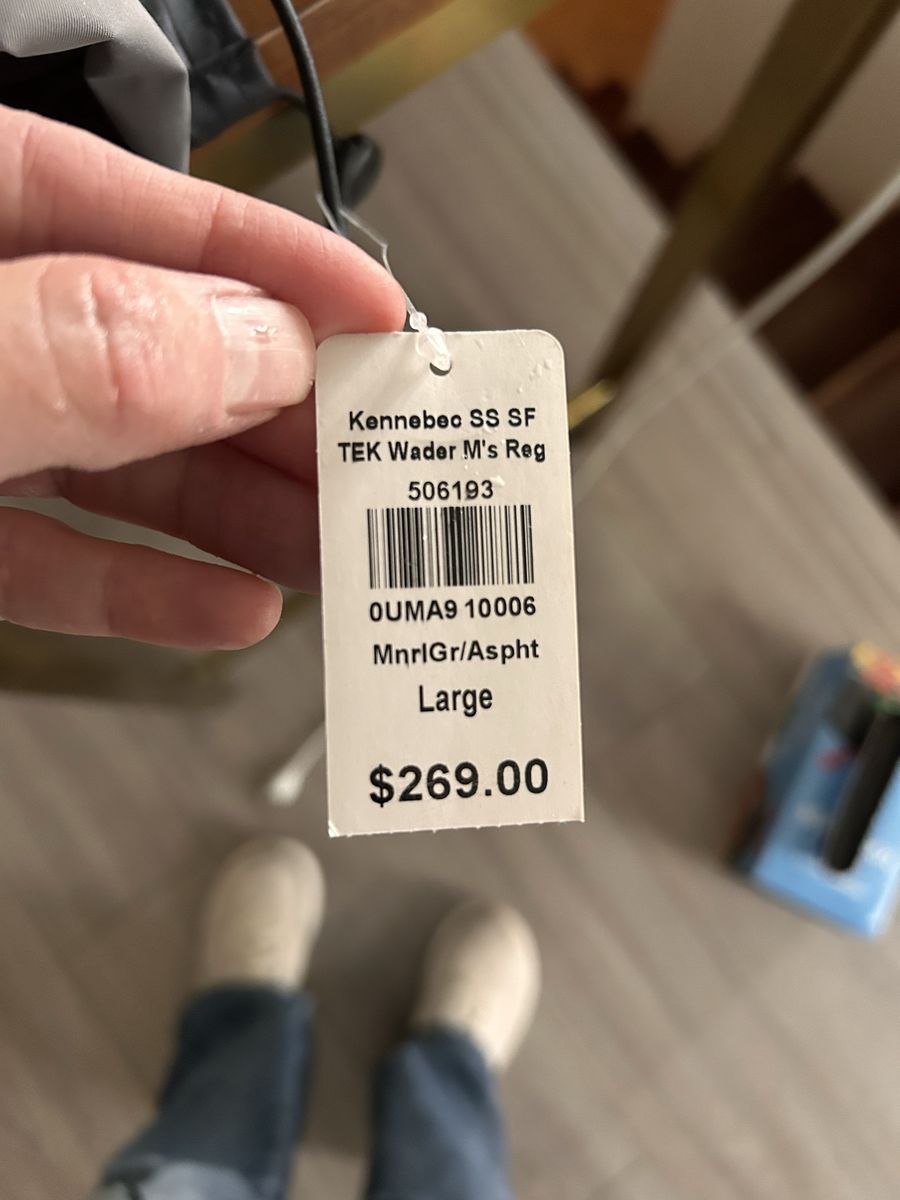 Kennebec SS SF
TEK Wader M's Reg
506193
0UMA9 10006
MnrlGr/Aspht
Large
$269.00